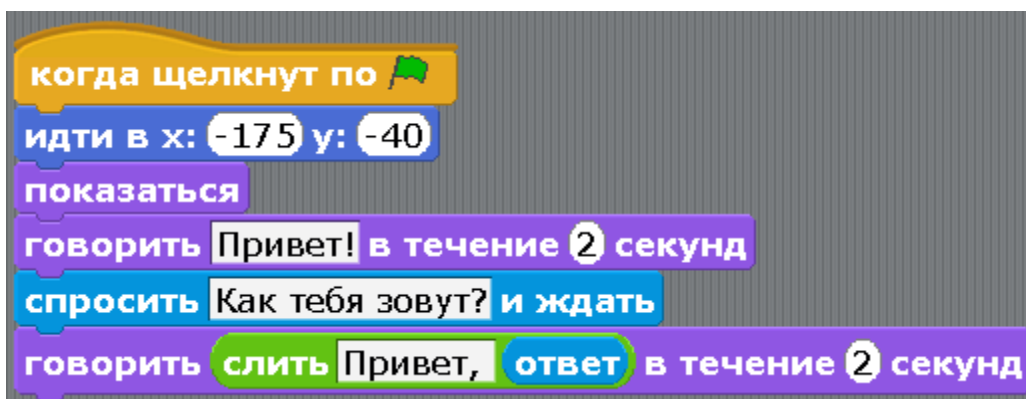 когда щелкнут по
идти в x: -175 y: -40
показаться
говорить Привет! в течение 2 секунд
спросить Как тебя зовут? и ждать
говорить слить Привет, ответ в течение 2 секунд